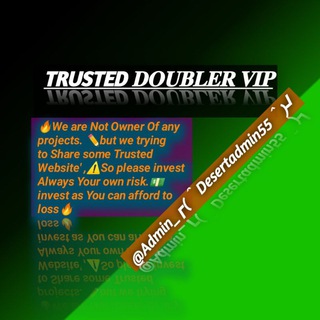 TRUSTED DOUBLER VIP
🔥We are Not Owner Of any
projects. ✏️but we trying
to Share some Trusted
Website',⚠️So please invest
Always Your own risk.💵
invest as You can afford to
loss🔥
@Admin_┌( ˆ Desertadmin55 ˆ )┘